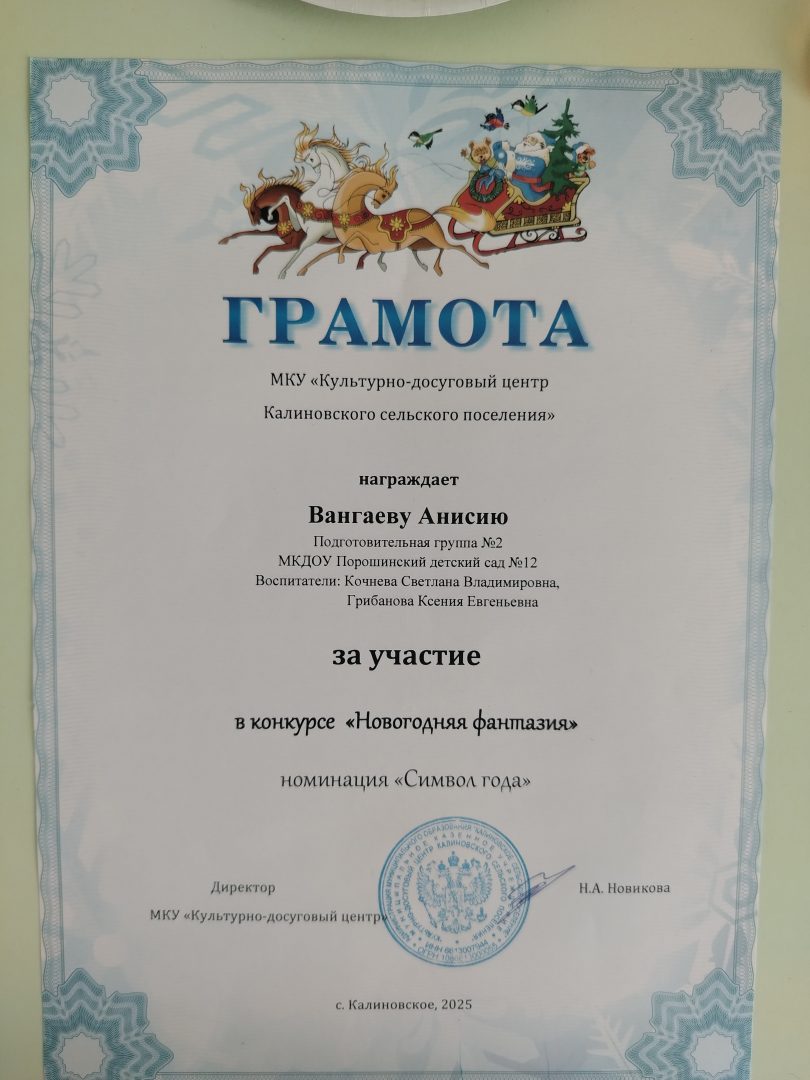 ГРАМОТА
МКУ «Культурно-досуговый центр
Калиновского сельского поселения»
награждает
Вангаеву Анисию
Подготовительная группа №2
МКДОУ Порошинский детский сад №12
Воспитатели: Кочнева Светлана Владимировна,
Грибанова Ксения Евгеньевна
за участие
в конкурсе «Новогодняя фантазия»
номинация «Символ года»
Директор
МКУ «Культурно-досуговый центр»
Н.А. Новикова
с. Калиновское, 2025